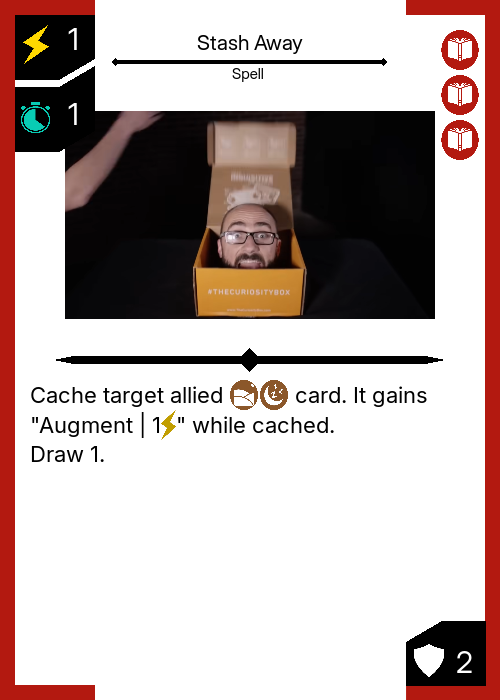 1
Stash Away
Spell
1
#THECURIOSITYBOX
Cache target allied card. It gains
"Augment | 1" while cached.
Draw 1.
2